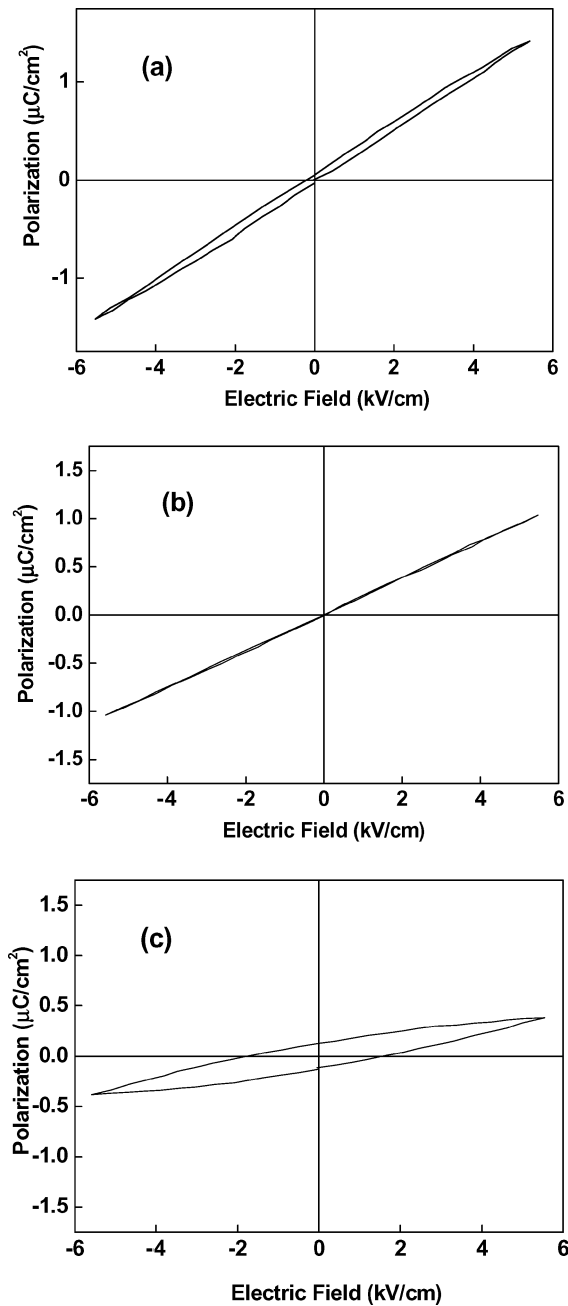 (a)
Polarization (μC/cm²)
1
0
-1
-6 -4 -2 0 2 4 6
Electric Field (kV/cm)
(b)
Polarization (μC/cm²)
1.5
1.0
0.5
0.0
-0.5
-1.0
-1.5
-6 -4 -2 0 2 4 6
Electric Field (kV/cm)
(c)
Polarization (μC/cm²)
1.5
1.0
0.5
0.0
-0.5
-1.0
-1.5
-6 -4 -2 0 2 4 6
Electric Field (kV/cm)